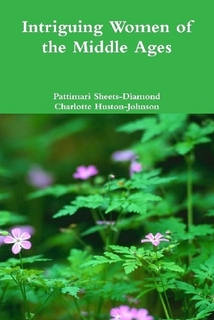 Intriguing Women of
the Middle Ages
Pattimari Sheets-Diamond
Charlotte Huston-Johnson